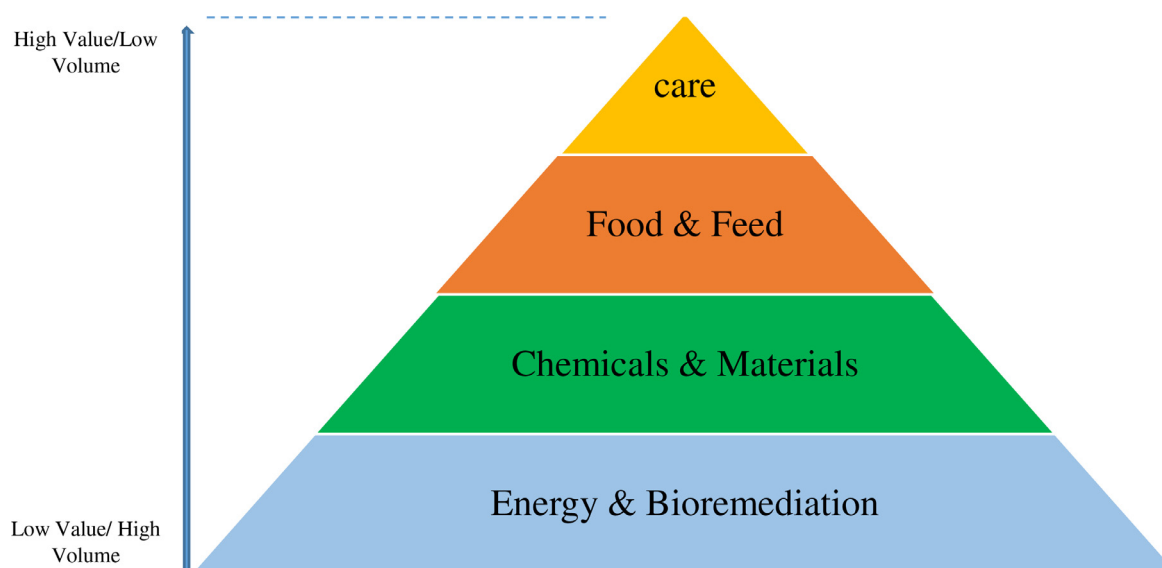 High Value/Low
Volume
care
Food & Feed
Chemicals & Materials
Energy & Bioremediation
Low Value/ High
Volume